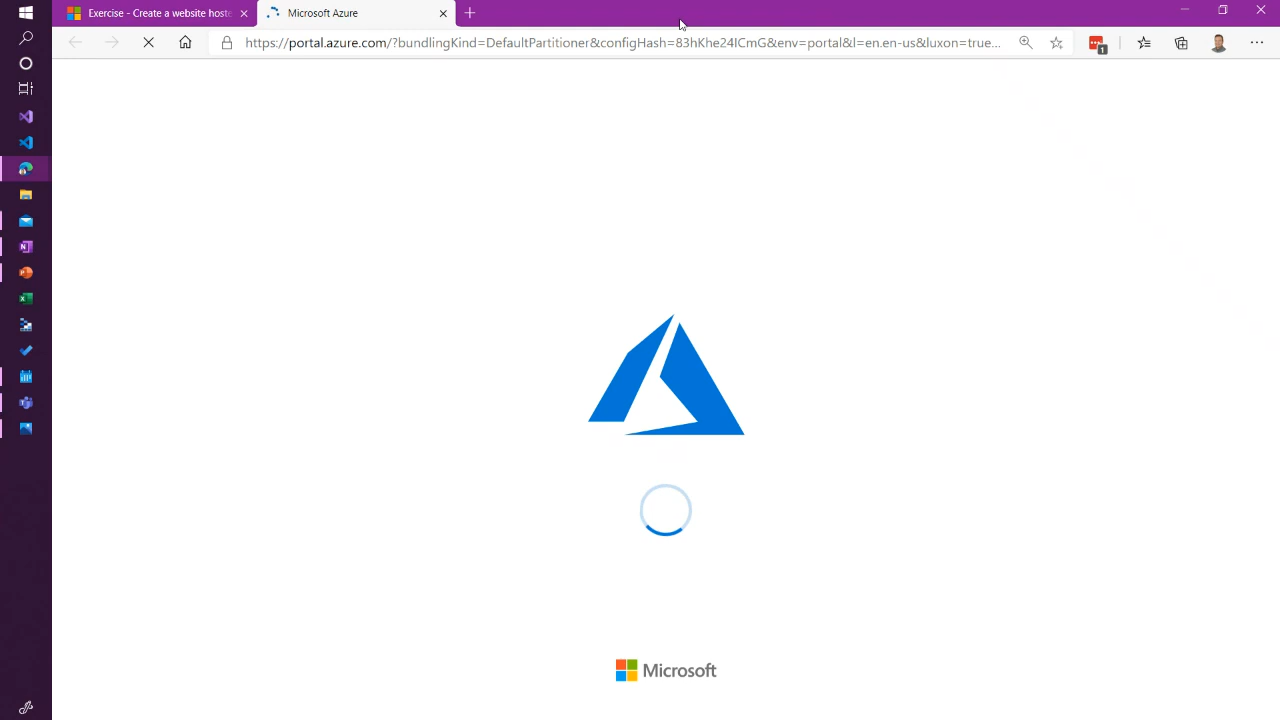 Exercise - Create a website hoste
Microsoft Azure
https://portal.azure.com/?bundlingKind=DefaultPartitioner&configHash=83hKhe24ICmG&env=portal&l=en.en-us&luxon=true...
1
Microsoft